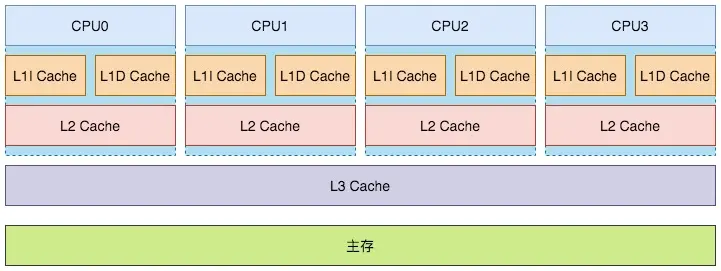 CPU0 CPU1 CPU2 CPU3
L1I Cache L1D Cache L1I Cache L1D Cache L1I Cache L1D Cache L1I Cache L1D Cache
L2 Cache L2 Cache L2 Cache L2 Cache
L3 Cache
主存